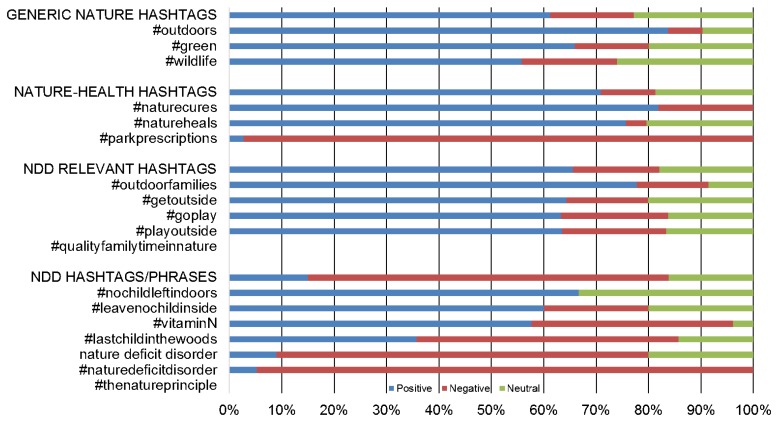 GENERIC NATURE HASHTAGS
#outdoors
#green
#wildlife
NATURE-HEALTH HASHTAGS
#naturecures
#natureheals
#parkprescriptions
NDD RELEVANT HASHTAGS
#outdoorfamilies
#getoutside
#goplay
#playoutside
#qualityfamilytimeinnature
NDD HASHTAGS/PHRASES
#nochildleftindoors
#leavenochildinside
#vitaminN
#lastchildinthewoods
nature deficit disorder
#naturedeficitdisorder
#thenatureprinciple
Positive Negative Neutral
0% 10% 20% 30% 40% 50% 60% 70% 80% 90% 100%